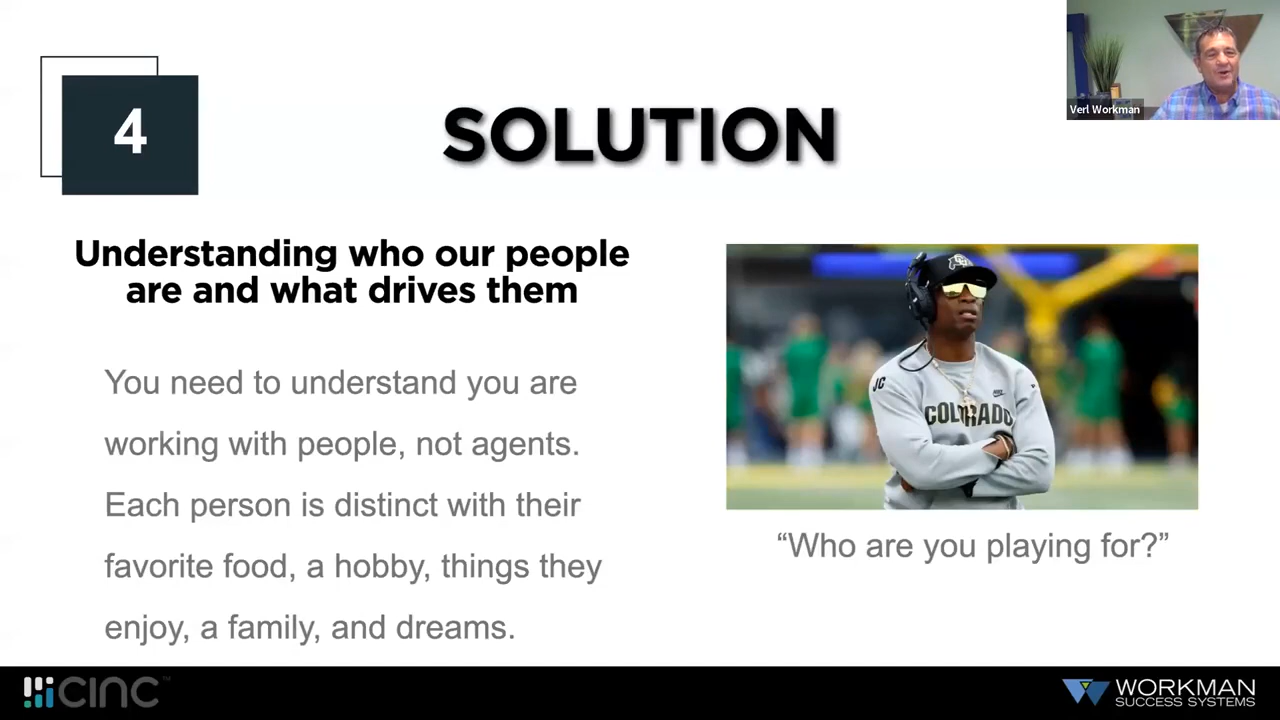 4
SOLUTION
Verl Workman
Understanding who our people
are and what drives them
You need to understand you are
working with people, not agents.
Each person is distinct with their
favorite food, a hobby, things they
enjoy, a family, and dreams.
JC
COLORADO
“Who are you playing for?”
CINC™
WORKMAN
SUCCESS SYSTEMS